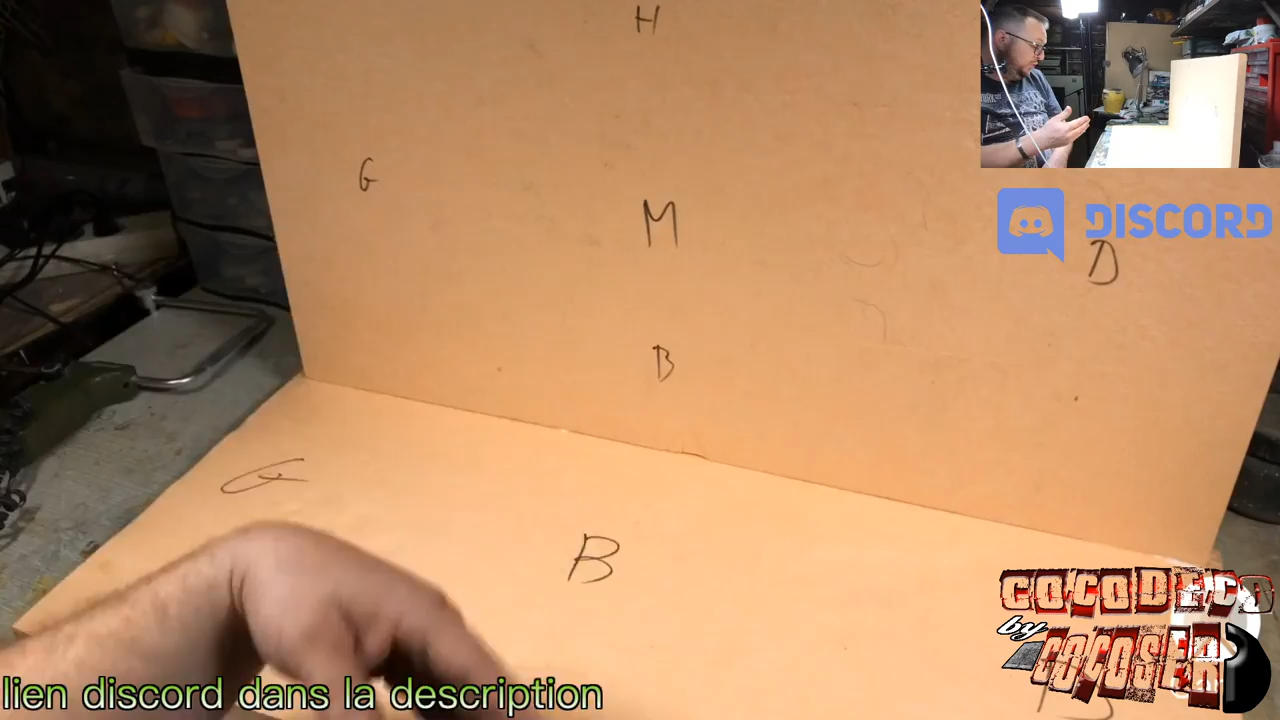 H
G
M
DISCORD
D
B
G
B
COCODECO
by
COCOSER
lien discord dans la description